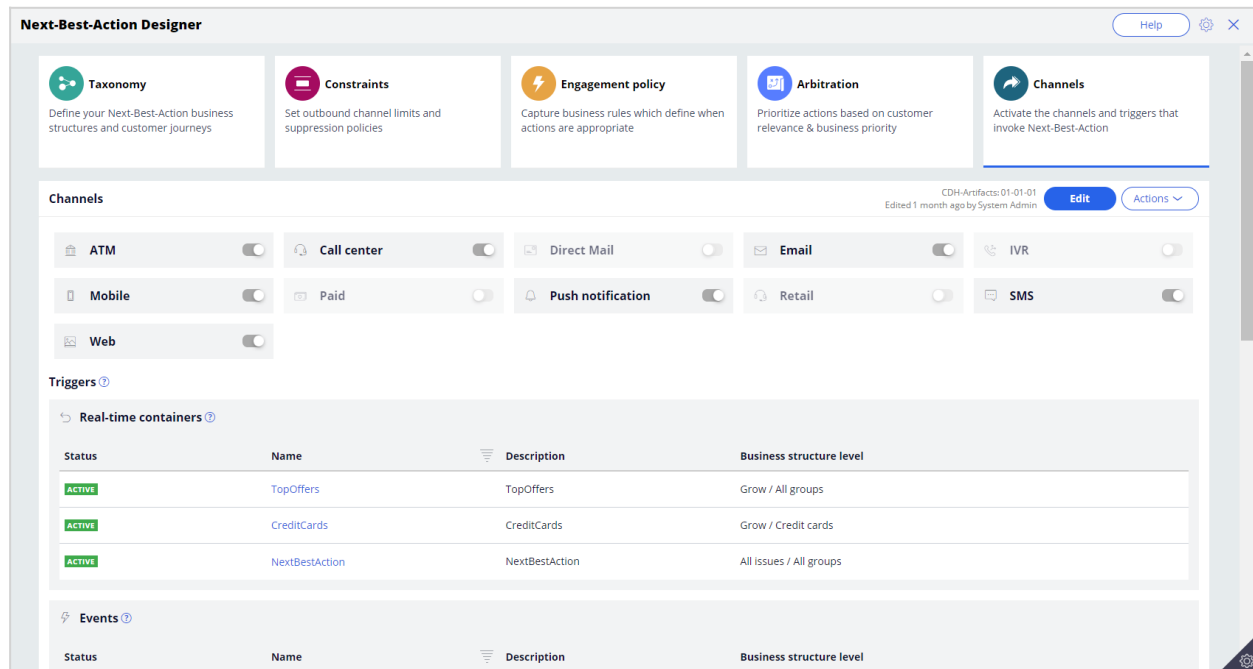 Next-Best-Action Designer
Help
Taxonomy
Define your Next-Best-Action business
structures and customer journeys
Constraints
Set outbound channel limits and
suppression policies
Engagement policy
Capture business rules which define when
actions are appropriate
Arbitration
Prioritize actions based on customer
relevance & business priority
Channels
Activate the channels and triggers that
invoke Next-Best-Action
Channels
CDH-Artifacts: 01-01-01
Edited 1 month ago by System Admin
Edit
Actions
ATM
Call center
Direct Mail
Email
IVR
Mobile
Paid
Push notification
Retail
SMS
Web
Triggers
Real-time containers
Status Name Description Business structure level
ACTIVE TopOffers TopOffers Grow / All groups
ACTIVE CreditCards CreditCards Grow / Credit cards
ACTIVE NextBestAction NextBestAction All issues / All groups
Events
Status Name Description Business structure level